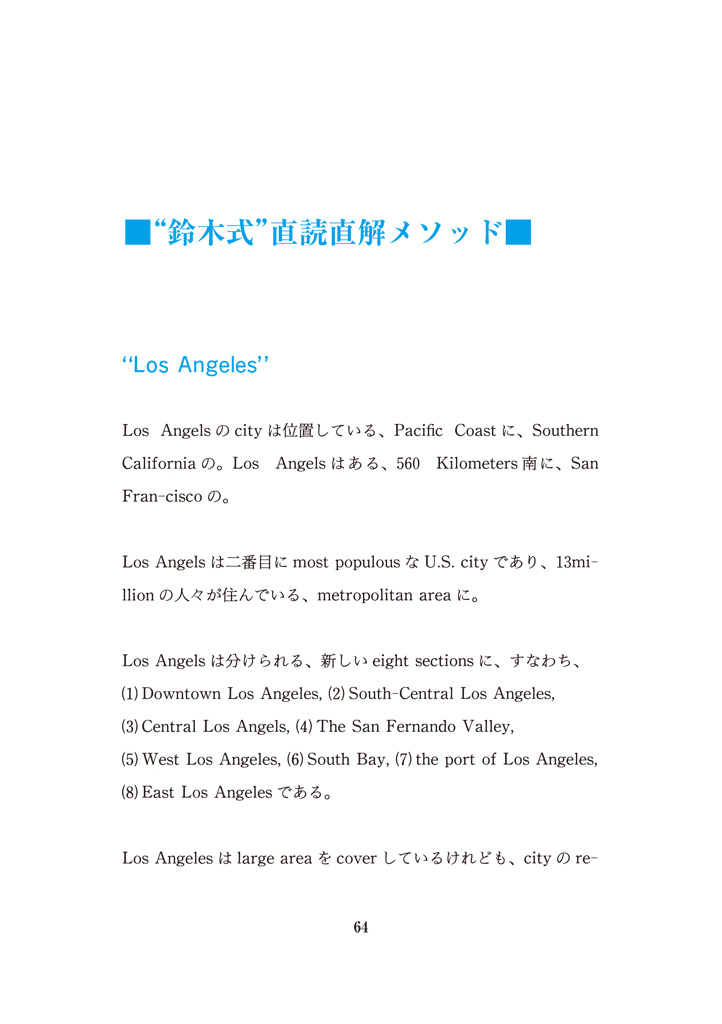 ■“鈴木式”直読直解メソッド■
‘‘Los Angeles’’
Los Angels の city は位置している、Pacific Coast に、Southern
California の。Los Angels はある、560 Kilometers 南に、San
Fran-cisco の。
Los Angels は二番目に most populous な U.S. city であり、13mi-
llion の人々が住んでいる、metropolitan area に。
Los Angels は分けられる、新しい eight sections に、すなわち、
(1) Downtown Los Angeles, (2) South-Central Los Angeles,
(3) Central Los Angels, (4) The San Fernando Valley,
(5) West Los Angeles, (6) South Bay, (7) the port of Los Angeles,
(8) East Los Angeles である。
Los Angeles は large area を cover しているけれども、city の re-
64